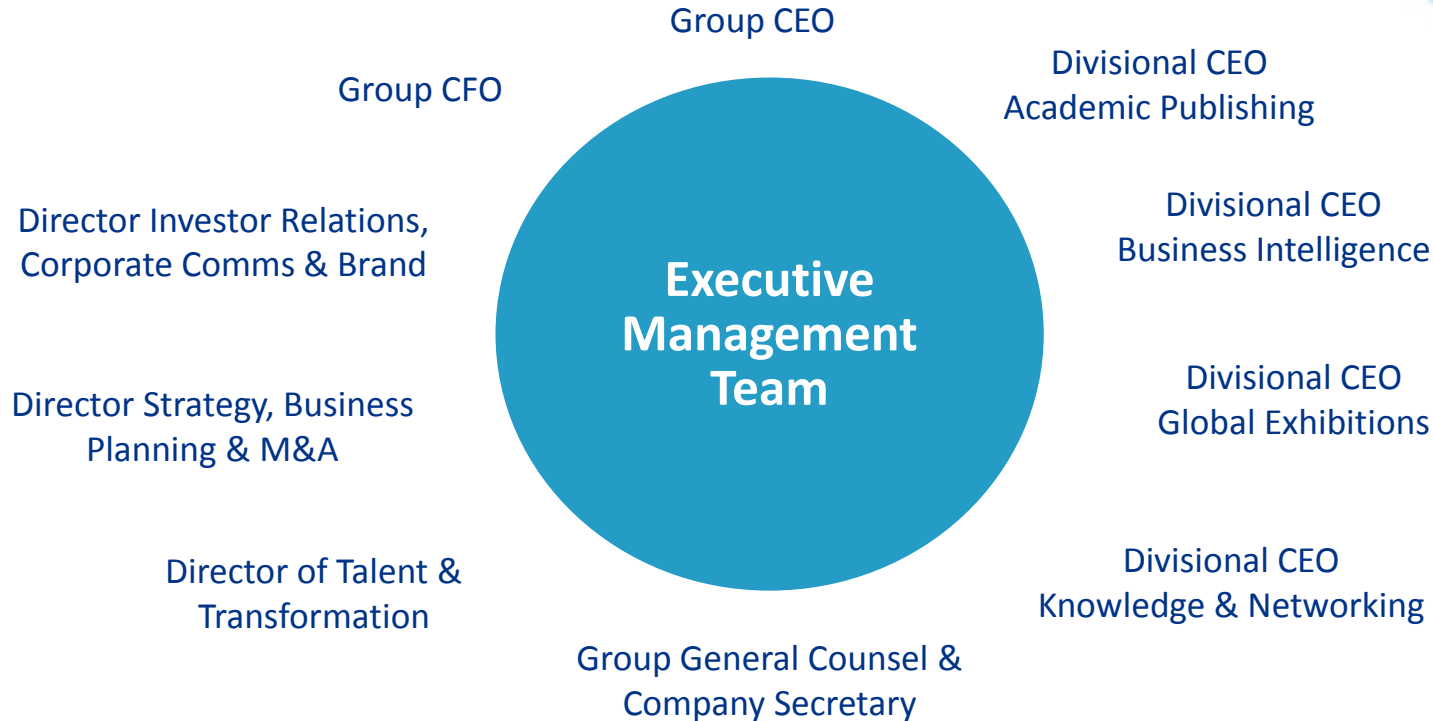 Group CEO
Divisional CEO
Academic Publishing
Divisional CEO
Business Intelligence
Divisional CEO
Global Exhibitions
Divisional CEO
Knowledge & Networking
Group General Counsel &
Company Secretary
Director of Talent &
Transformation
Director Strategy, Business
Planning & M&A
Director Investor Relations,
Corporate Comms & Brand
Group CFO
Executive
Management
Team